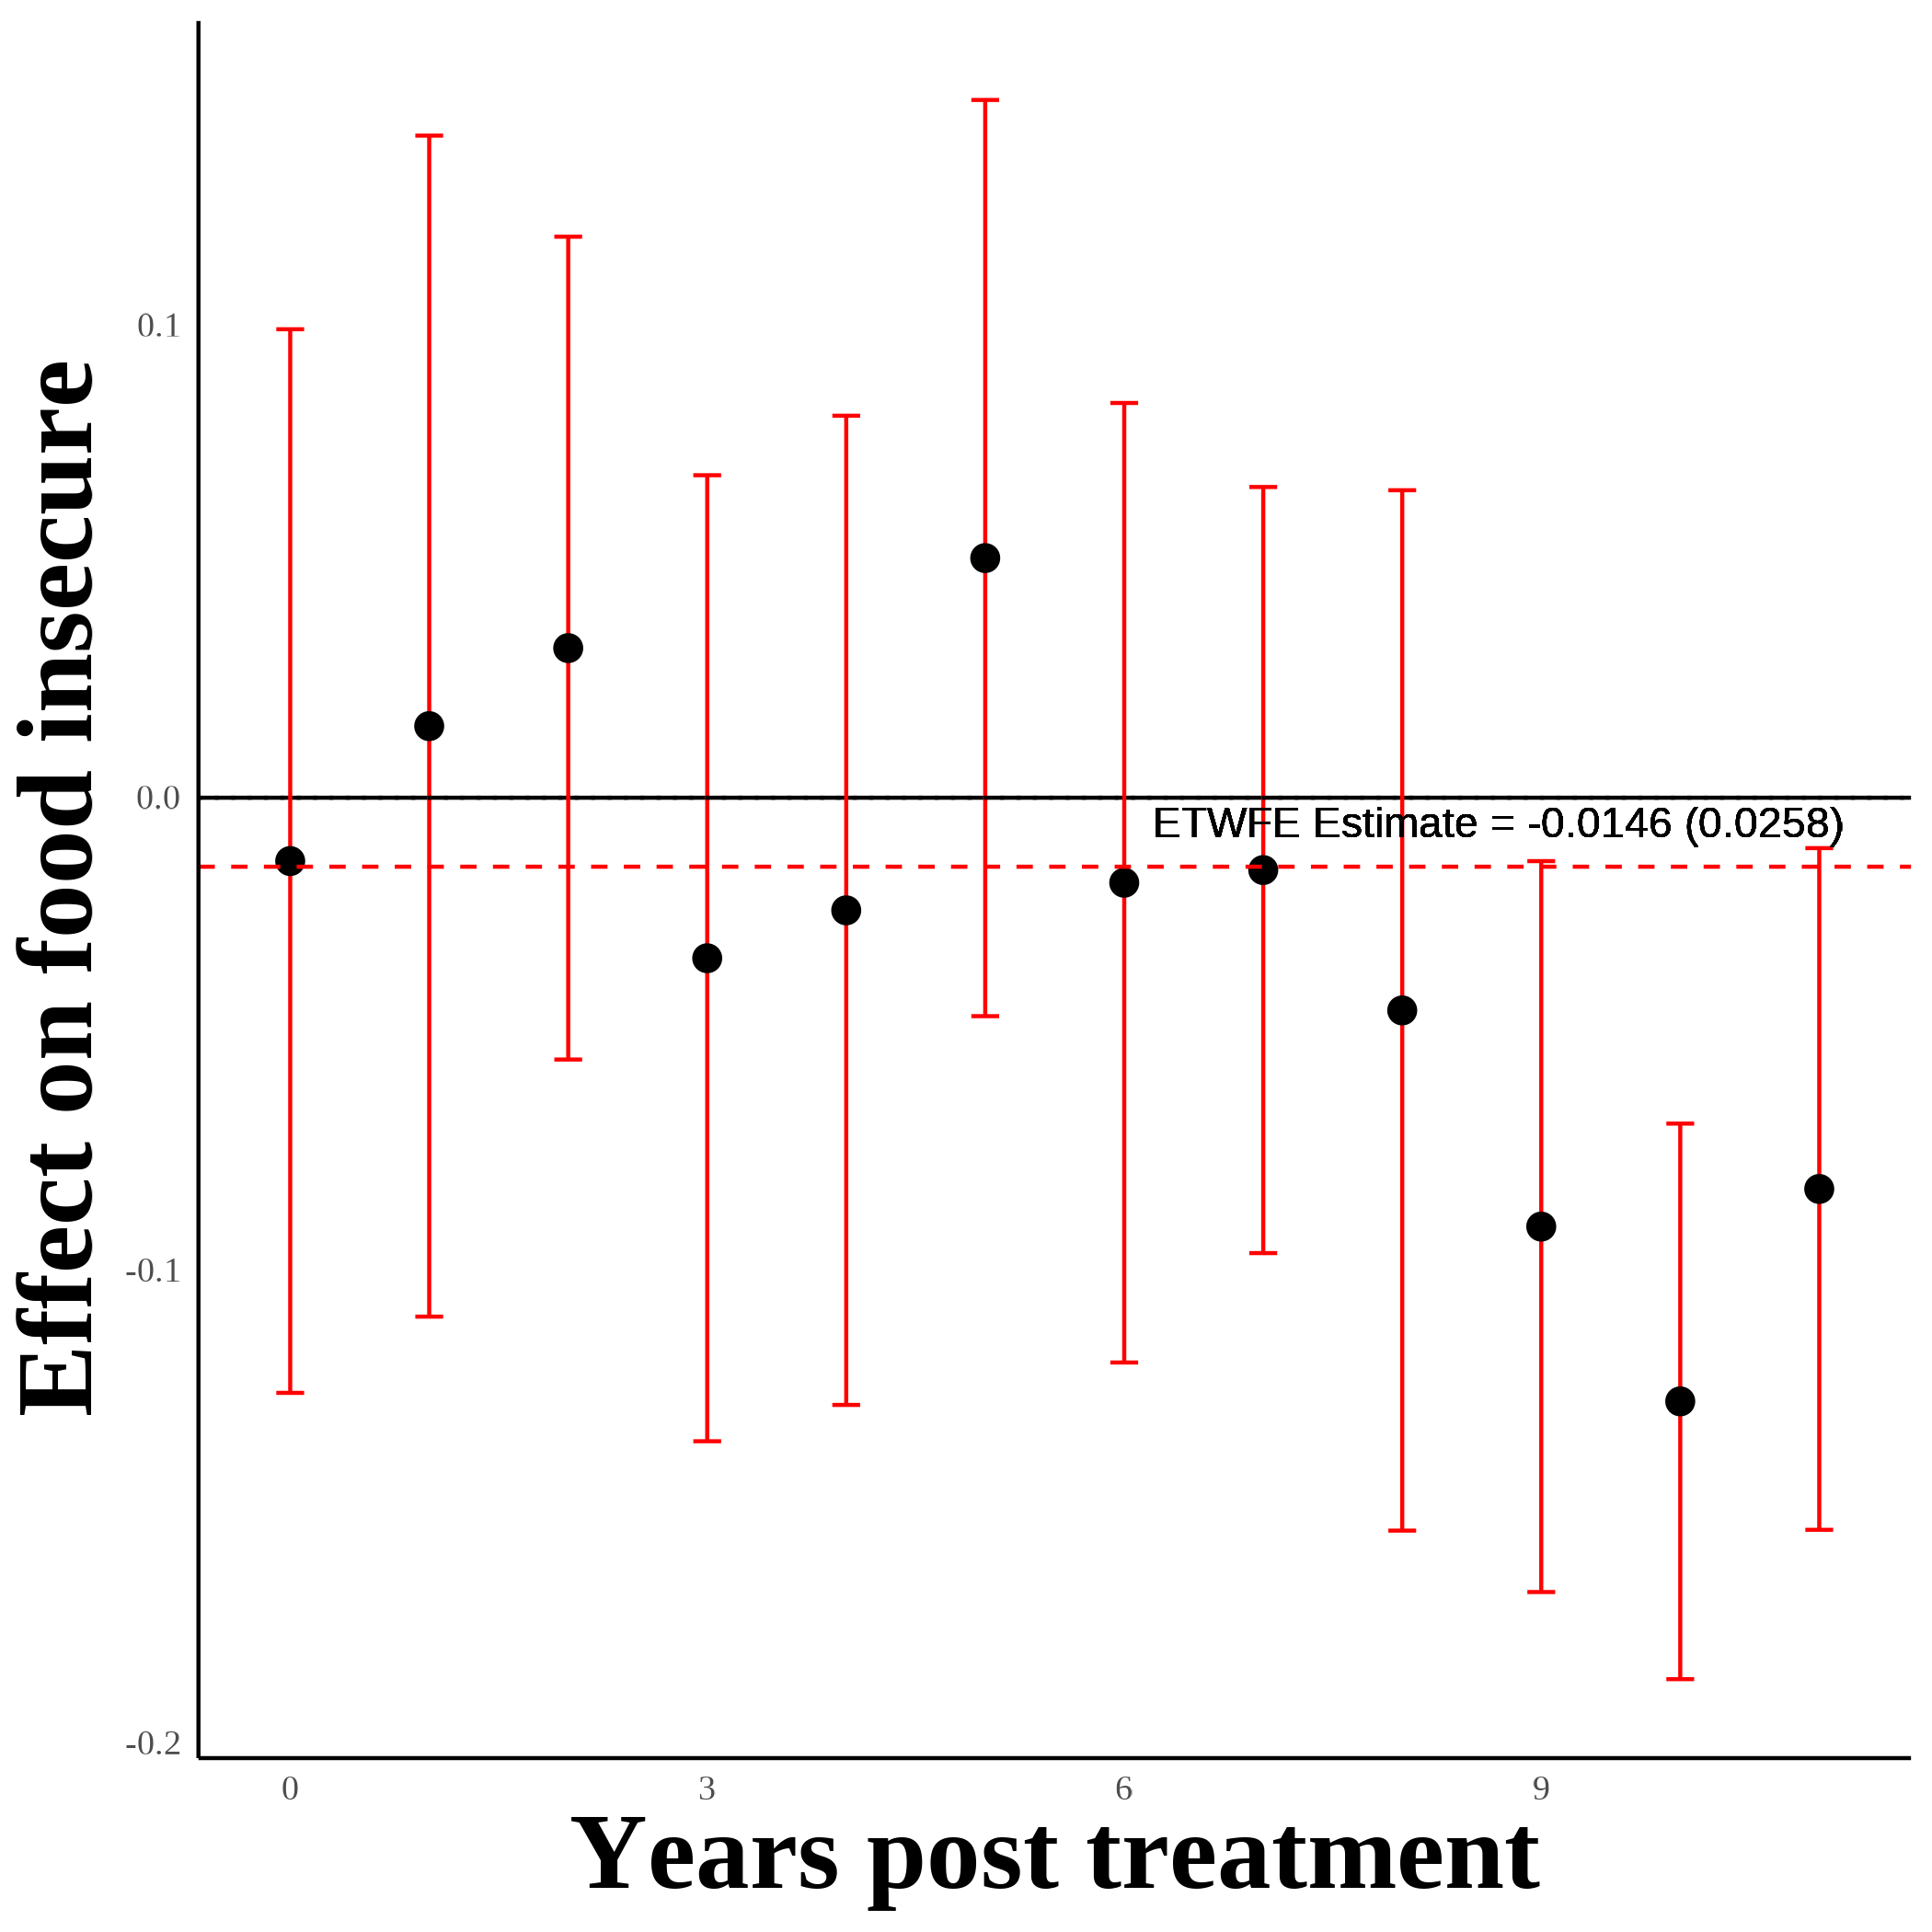 Effect on food insecure
0.1
0.0
-0.1
-0.2
ETWFE Estimate = -0.0146 (0.0258)
0 3 6 9
Years post treatment